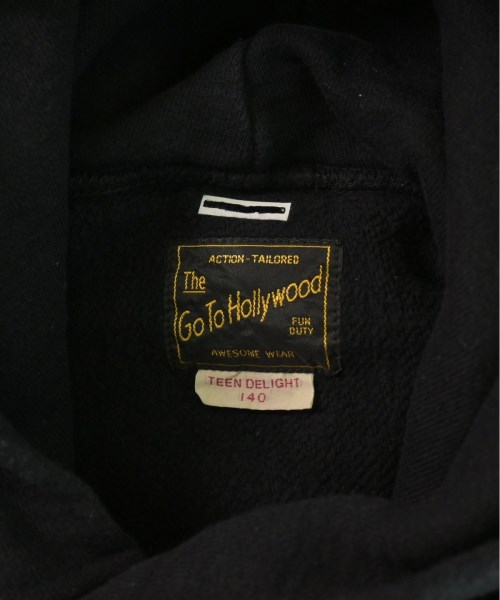 ACTION-TAILORED
The
Go To Hollywood
FUN
DUTY
AWESOME WEAR
TEEN DELIGHT
140